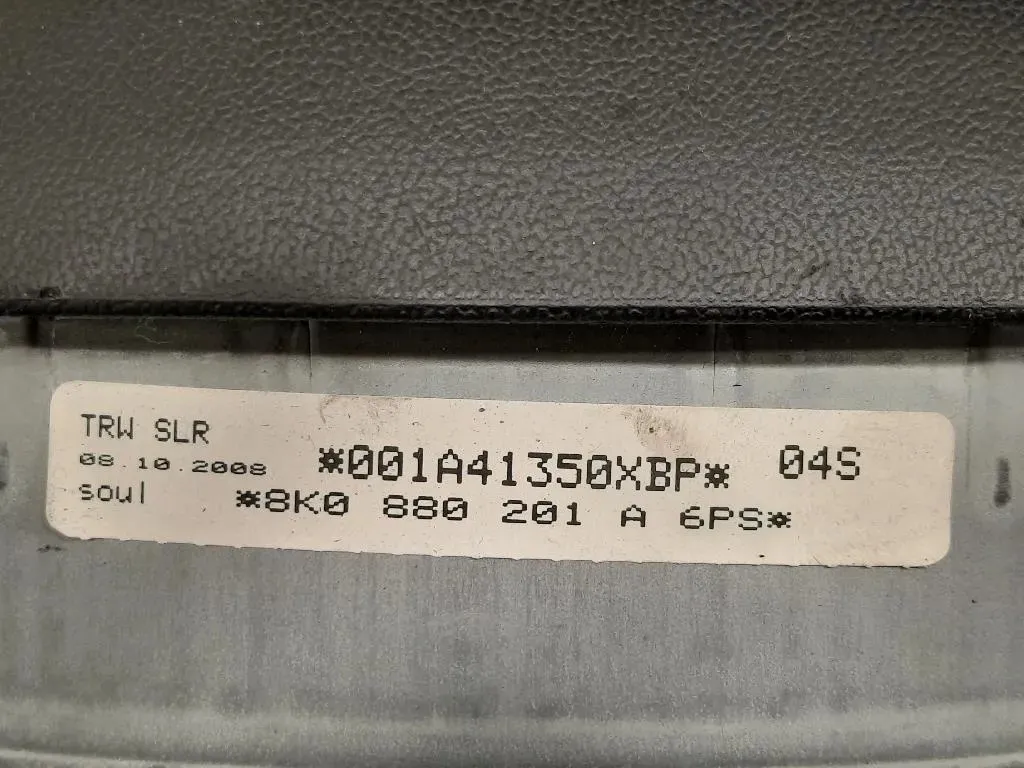 TRW SLR
08.10.2008 *001A41350XBP* 04S
soul *8K0 880 201 A 6PS*